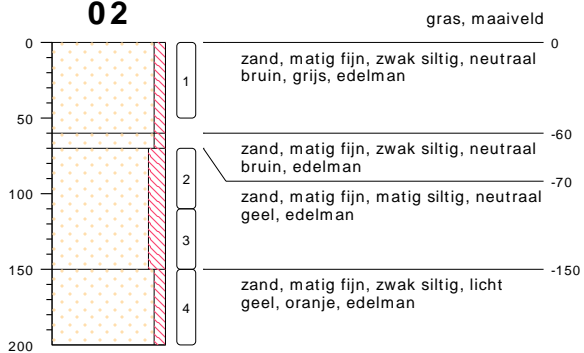 02
gras, maaiveld
0
0
zand, matig fijn, zwak siltig, neutraal
bruin, grijs, edelman
1
50
-60
zand, matig fijn, zwak siltig, neutraal
bruin, edelman
-70
2
zand, matig fijn, matig siltig, neutraal
geel, edelman
100
3
150
-150
zand, matig fijn, zwak siltig, licht
geel, oranje, edelman
4
200